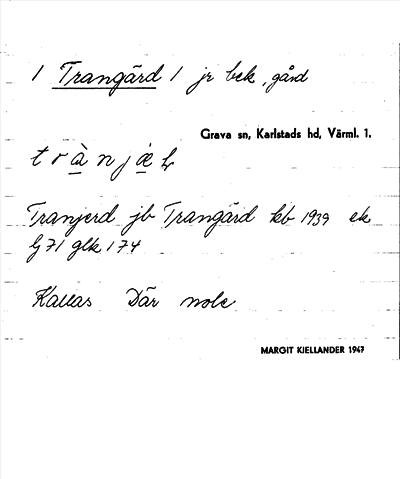 1 Trangärd 1 jr bek, gård
Grava sn, Karlstads hd, Värml. 1.
t r à n j æ
Tranjerd jb Trangärd kb 1939 ek
lj 71 glk 174
Kallas Där nole
MARGIT KIELLANDER 1947